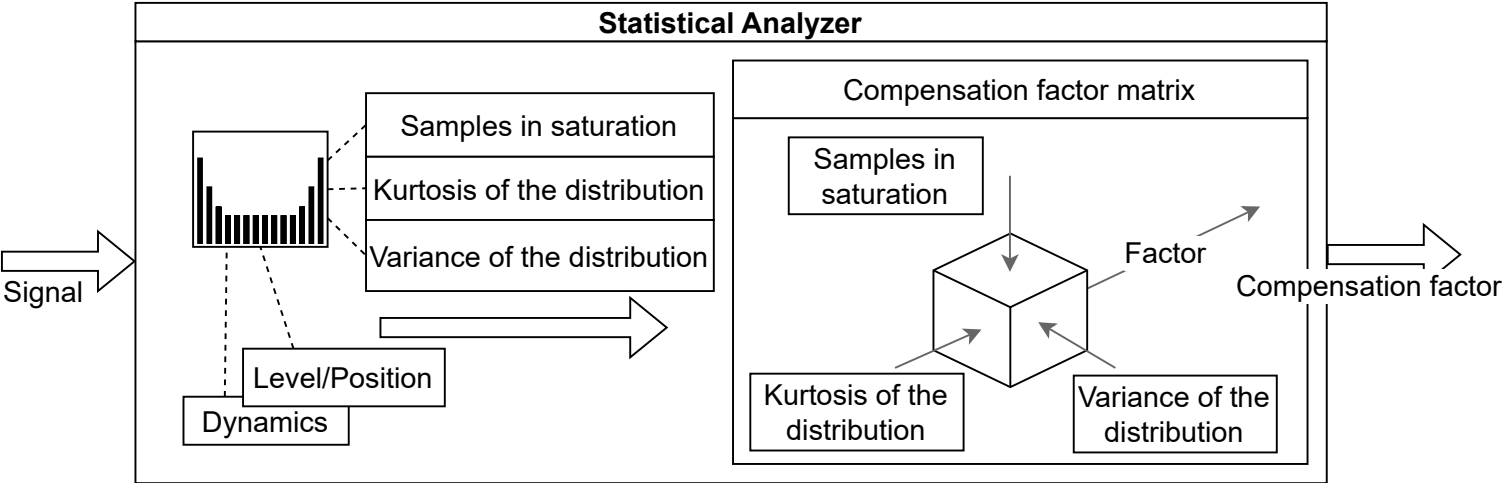 Statistical Analyzer
Signal
Samples in saturation
Kurtosis of the distribution
Variance of the distribution
Level/Position
Dynamics
Compensation factor matrix
Samples in
saturation
Factor
Kurtosis of the
distribution
Variance of the
distribution
Compensation factor